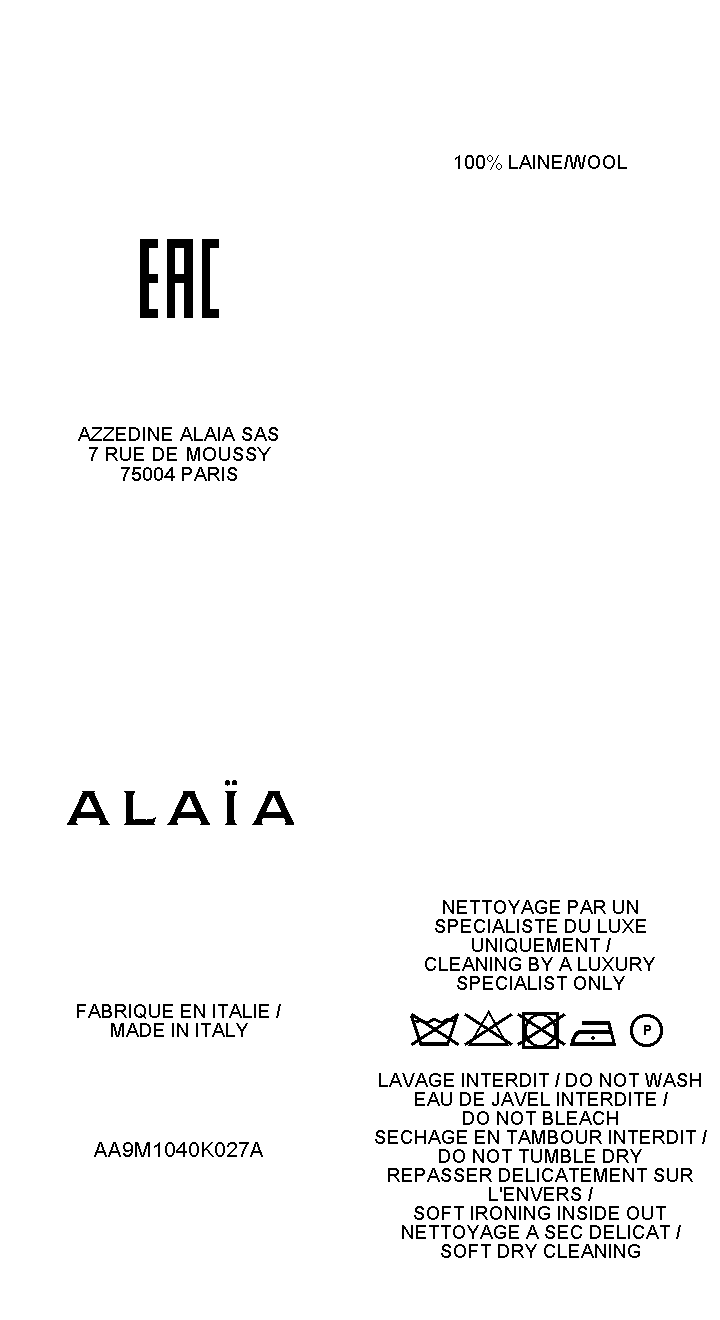 100% LAINE/WOOL
EAC
AZZEDINE ALAIA SAS
7 RUE DE MOUSSY
75004 PARIS
ALAÏA
FABRIQUE EN ITALIE /
MADE IN ITALY
AA9M1040K027A
NETTOYAGE PAR UN
SPECIALISTE DU LUXE
UNIQUEMENT /
CLEANING BY A LUXURY
SPECIALIST ONLY
P
LAVAGE INTERDIT / DO NOT WASH
EAU DE JAVEL INTERDITE /
DO NOT BLEACH
SECHAGE EN TAMBOUR INTERDIT /
DO NOT TUMBLE DRY
REPASSER DELICATEMENT SUR
L'ENVERS /
SOFT IRONING INSIDE OUT
NETTOYAGE A SEC DELICAT /
SOFT DRY CLEANING